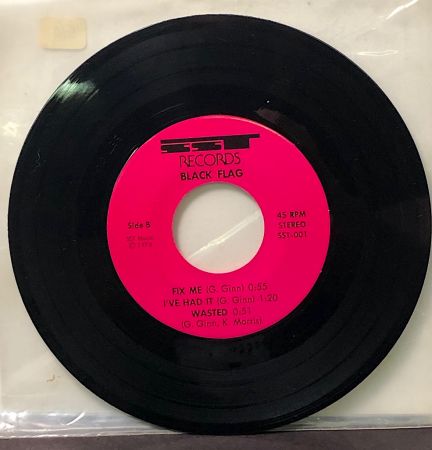 SST
RECORDS
BLACK FLAG
Side B
45 RPM
STEREO
SST-001
FIX ME (G. Ginn) 0:55
I'VE HAD IT (G. Ginn) 1:20
WASTED 0:51
(G. Ginn, K. Morris)